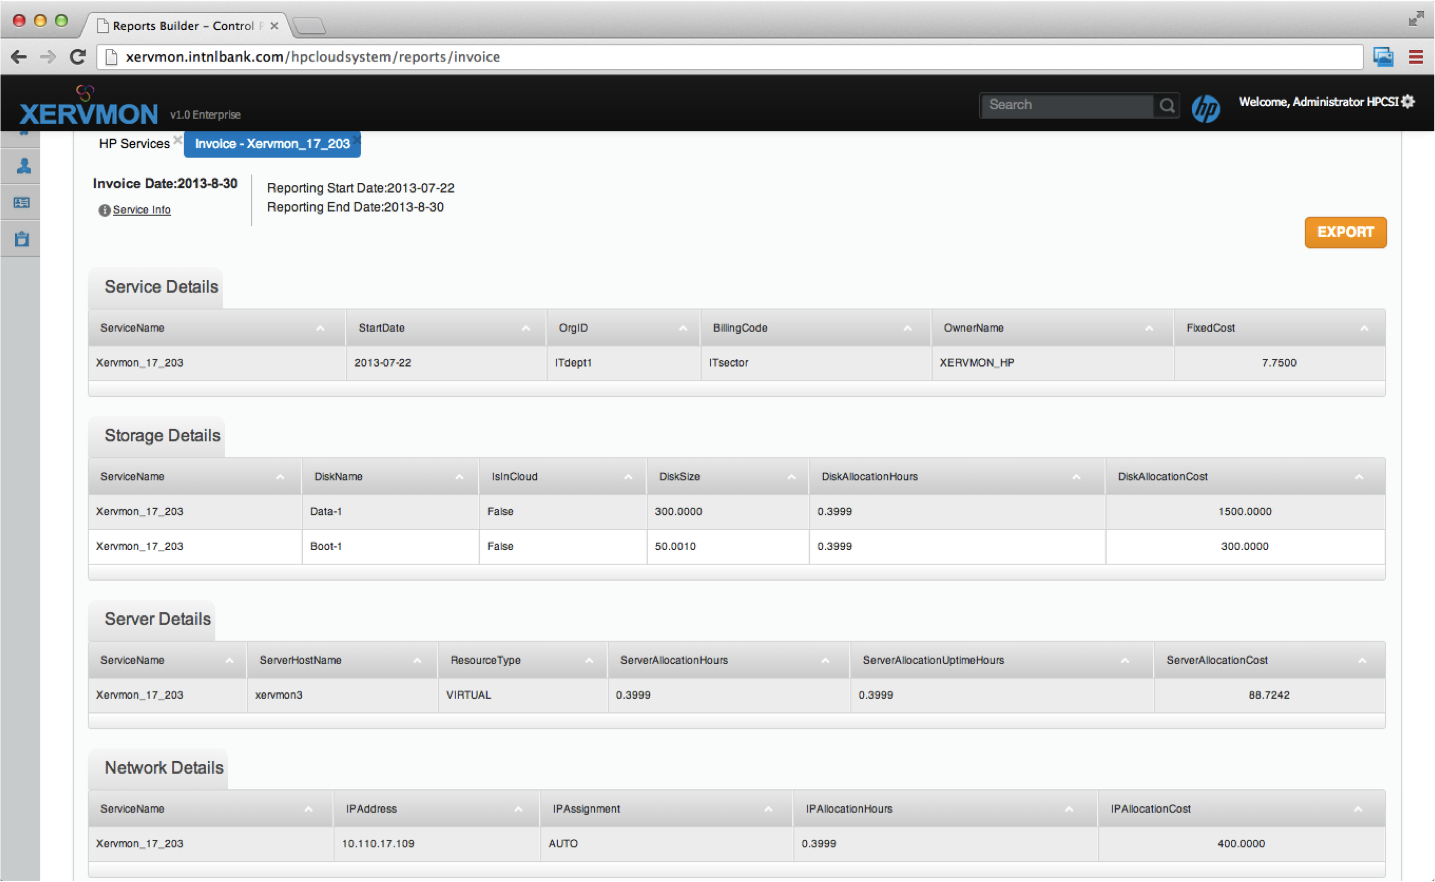 Reports Builder – Control P
xervmon.intnlbank.com/hpcloudsystem/reports/invoice
XERVMON v1.0 Enterprise
Search
hp
Welcome, Administrator HPCSI
HP Services
Invoice - Xervmon_17_203
Invoice Date:2013-8-30
Service Info
Reporting Start Date:2013-07-22
Reporting End Date:2013-8-30
EXPORT
Service Details
ServiceName StartDate OrgID BillingCode OwnerName FixedCost
Xervmon_17_203 2013-07-22 ITdept1 ITsector XERVMON_HP 7.7500
Storage Details
ServiceName DiskName IsInCloud DiskSize DiskAllocationHours DiskAllocationCost
Xervmon_17_203 Data-1 False 300.0000 0.3999 1500.0000
Xervmon_17_203 Boot-1 False 50.0010 0.3999 300.0000
Server Details
ServiceName ServerHostName ResourceType ServerAllocationHours ServerAllocationUptimeHours ServerAllocationCost
Xervmon_17_203 xervmon3 VIRTUAL 0.3999 0.3999 88.7242
Network Details
ServiceName IPAddress IPAssignment IPAllocationHours IPAllocationCost
Xervmon_17_203 10.110.17.109 AUTO 0.3999 400.0000